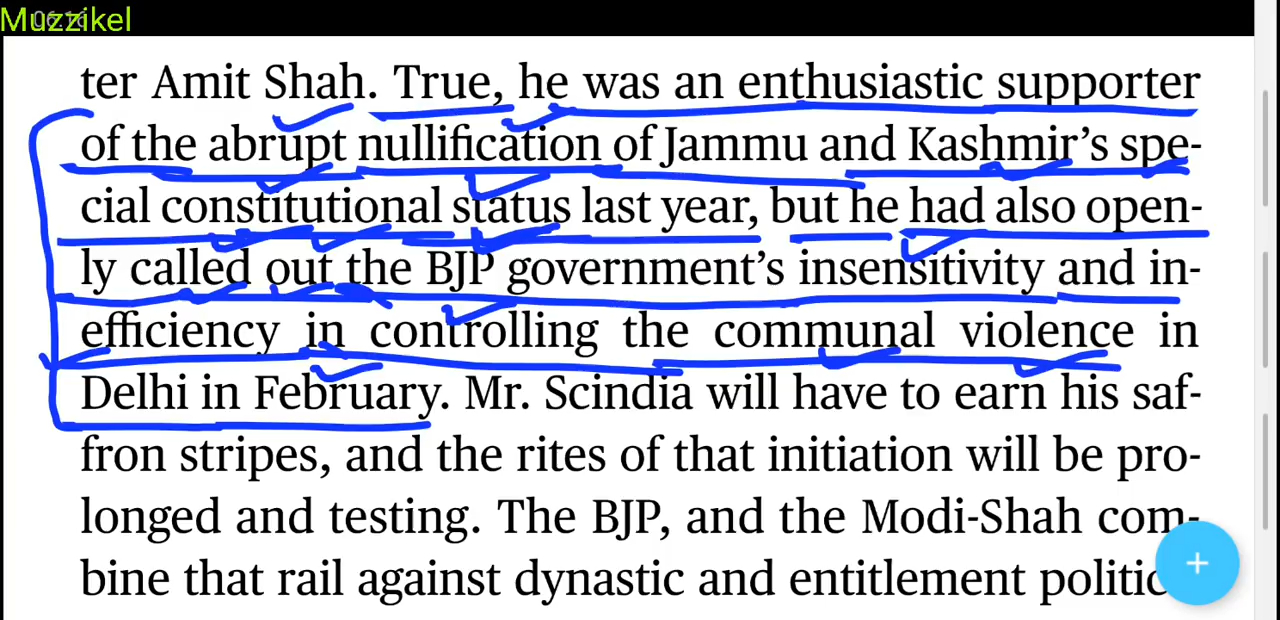 Muzzikel
ter Amit Shah. True, he was an enthusiastic supporter
of the abrupt nullification of Jammu and Kashmir's spe-
cial constitutional status last year, but he had also open-
ly called out the BJP government's insensitivity and in-
efficiency in controlling the communal violence in
Delhi in February. Mr. Scindia will have to earn his saf-
fron stripes, and the rites of that initiation will be pro-
longed and testing. The BJP, and the Modi-Shah com-
bine that rail against dynastic and entitlement politic